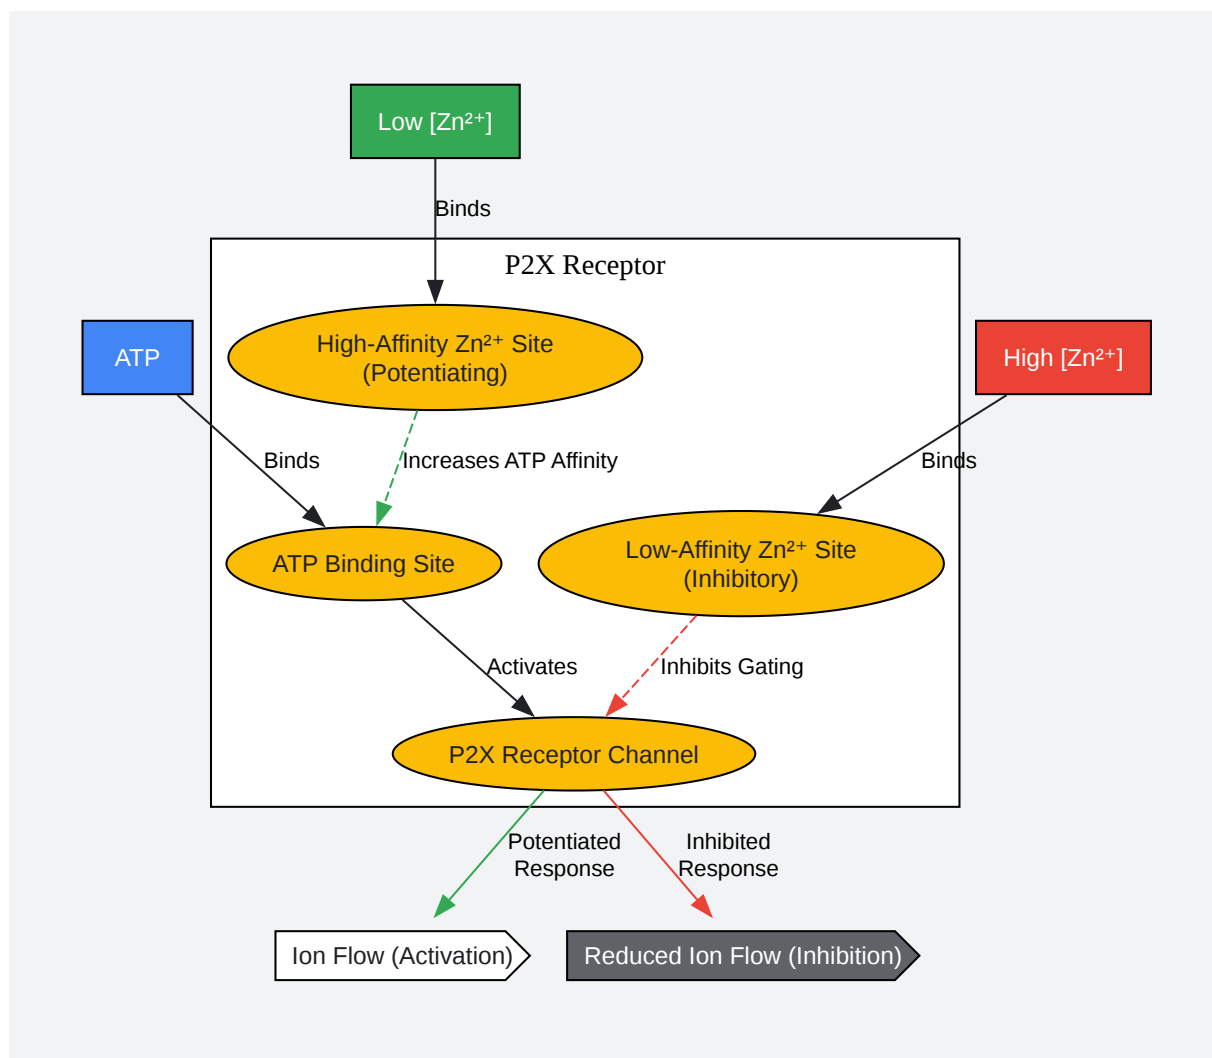 Low [Zn²⁺]
Binds
P2X Receptor
High-Affinity Zn²⁺ Site
(Potentiating)
ATP
High [Zn²⁺]
Binds
Increases ATP Affinity
Binds
ATP Binding Site
Low-Affinity Zn²⁺ Site
(Inhibitory)
Activates
Inhibits Gating
P2X Receptor Channel
Potentiated
Response
Inhibited
Response
Ion Flow (Activation)
Reduced Ion Flow (Inhibition)